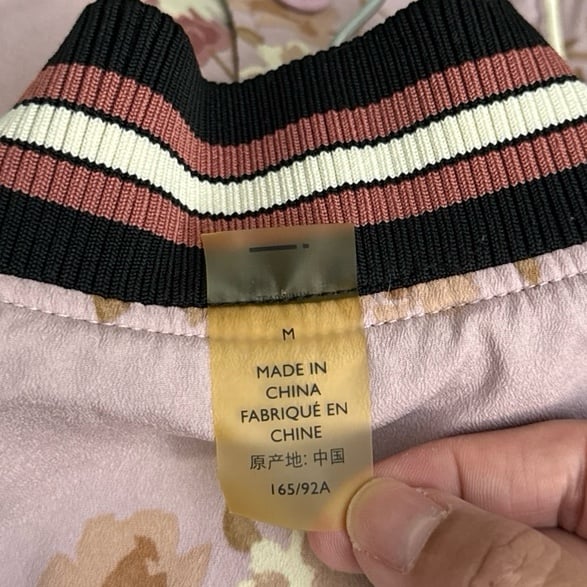 M
MADE IN
CHINA
FABRIQUÉ EN
CHINE
原产地: 中国
165/92A